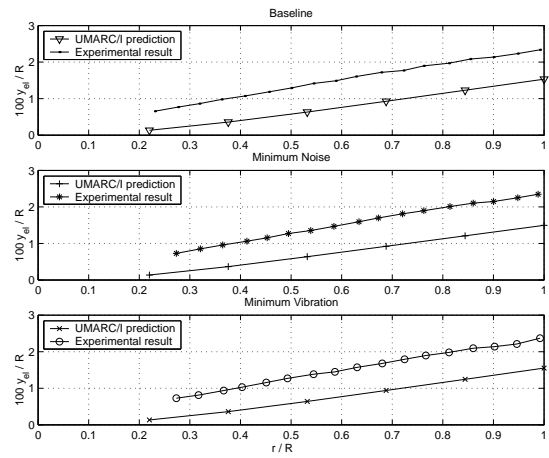 Baseline
UMARC/I prediction
Experimental result
100 y_el / R
3
2
1
0
0 0.1 0.2 0.3 0.4 0.5 0.6 0.7 0.8 0.9 1
Minimum Noise
UMARC/I prediction
Experimental result
100 y_el / R
3
2
1
0
0 0.1 0.2 0.3 0.4 0.5 0.6 0.7 0.8 0.9 1
Minimum Vibration
UMARC/I prediction
Experimental result
100 y_el / R
3
2
1
0
0 0.1 0.2 0.3 0.4 0.5 0.6 0.7 0.8 0.9 1
r / R